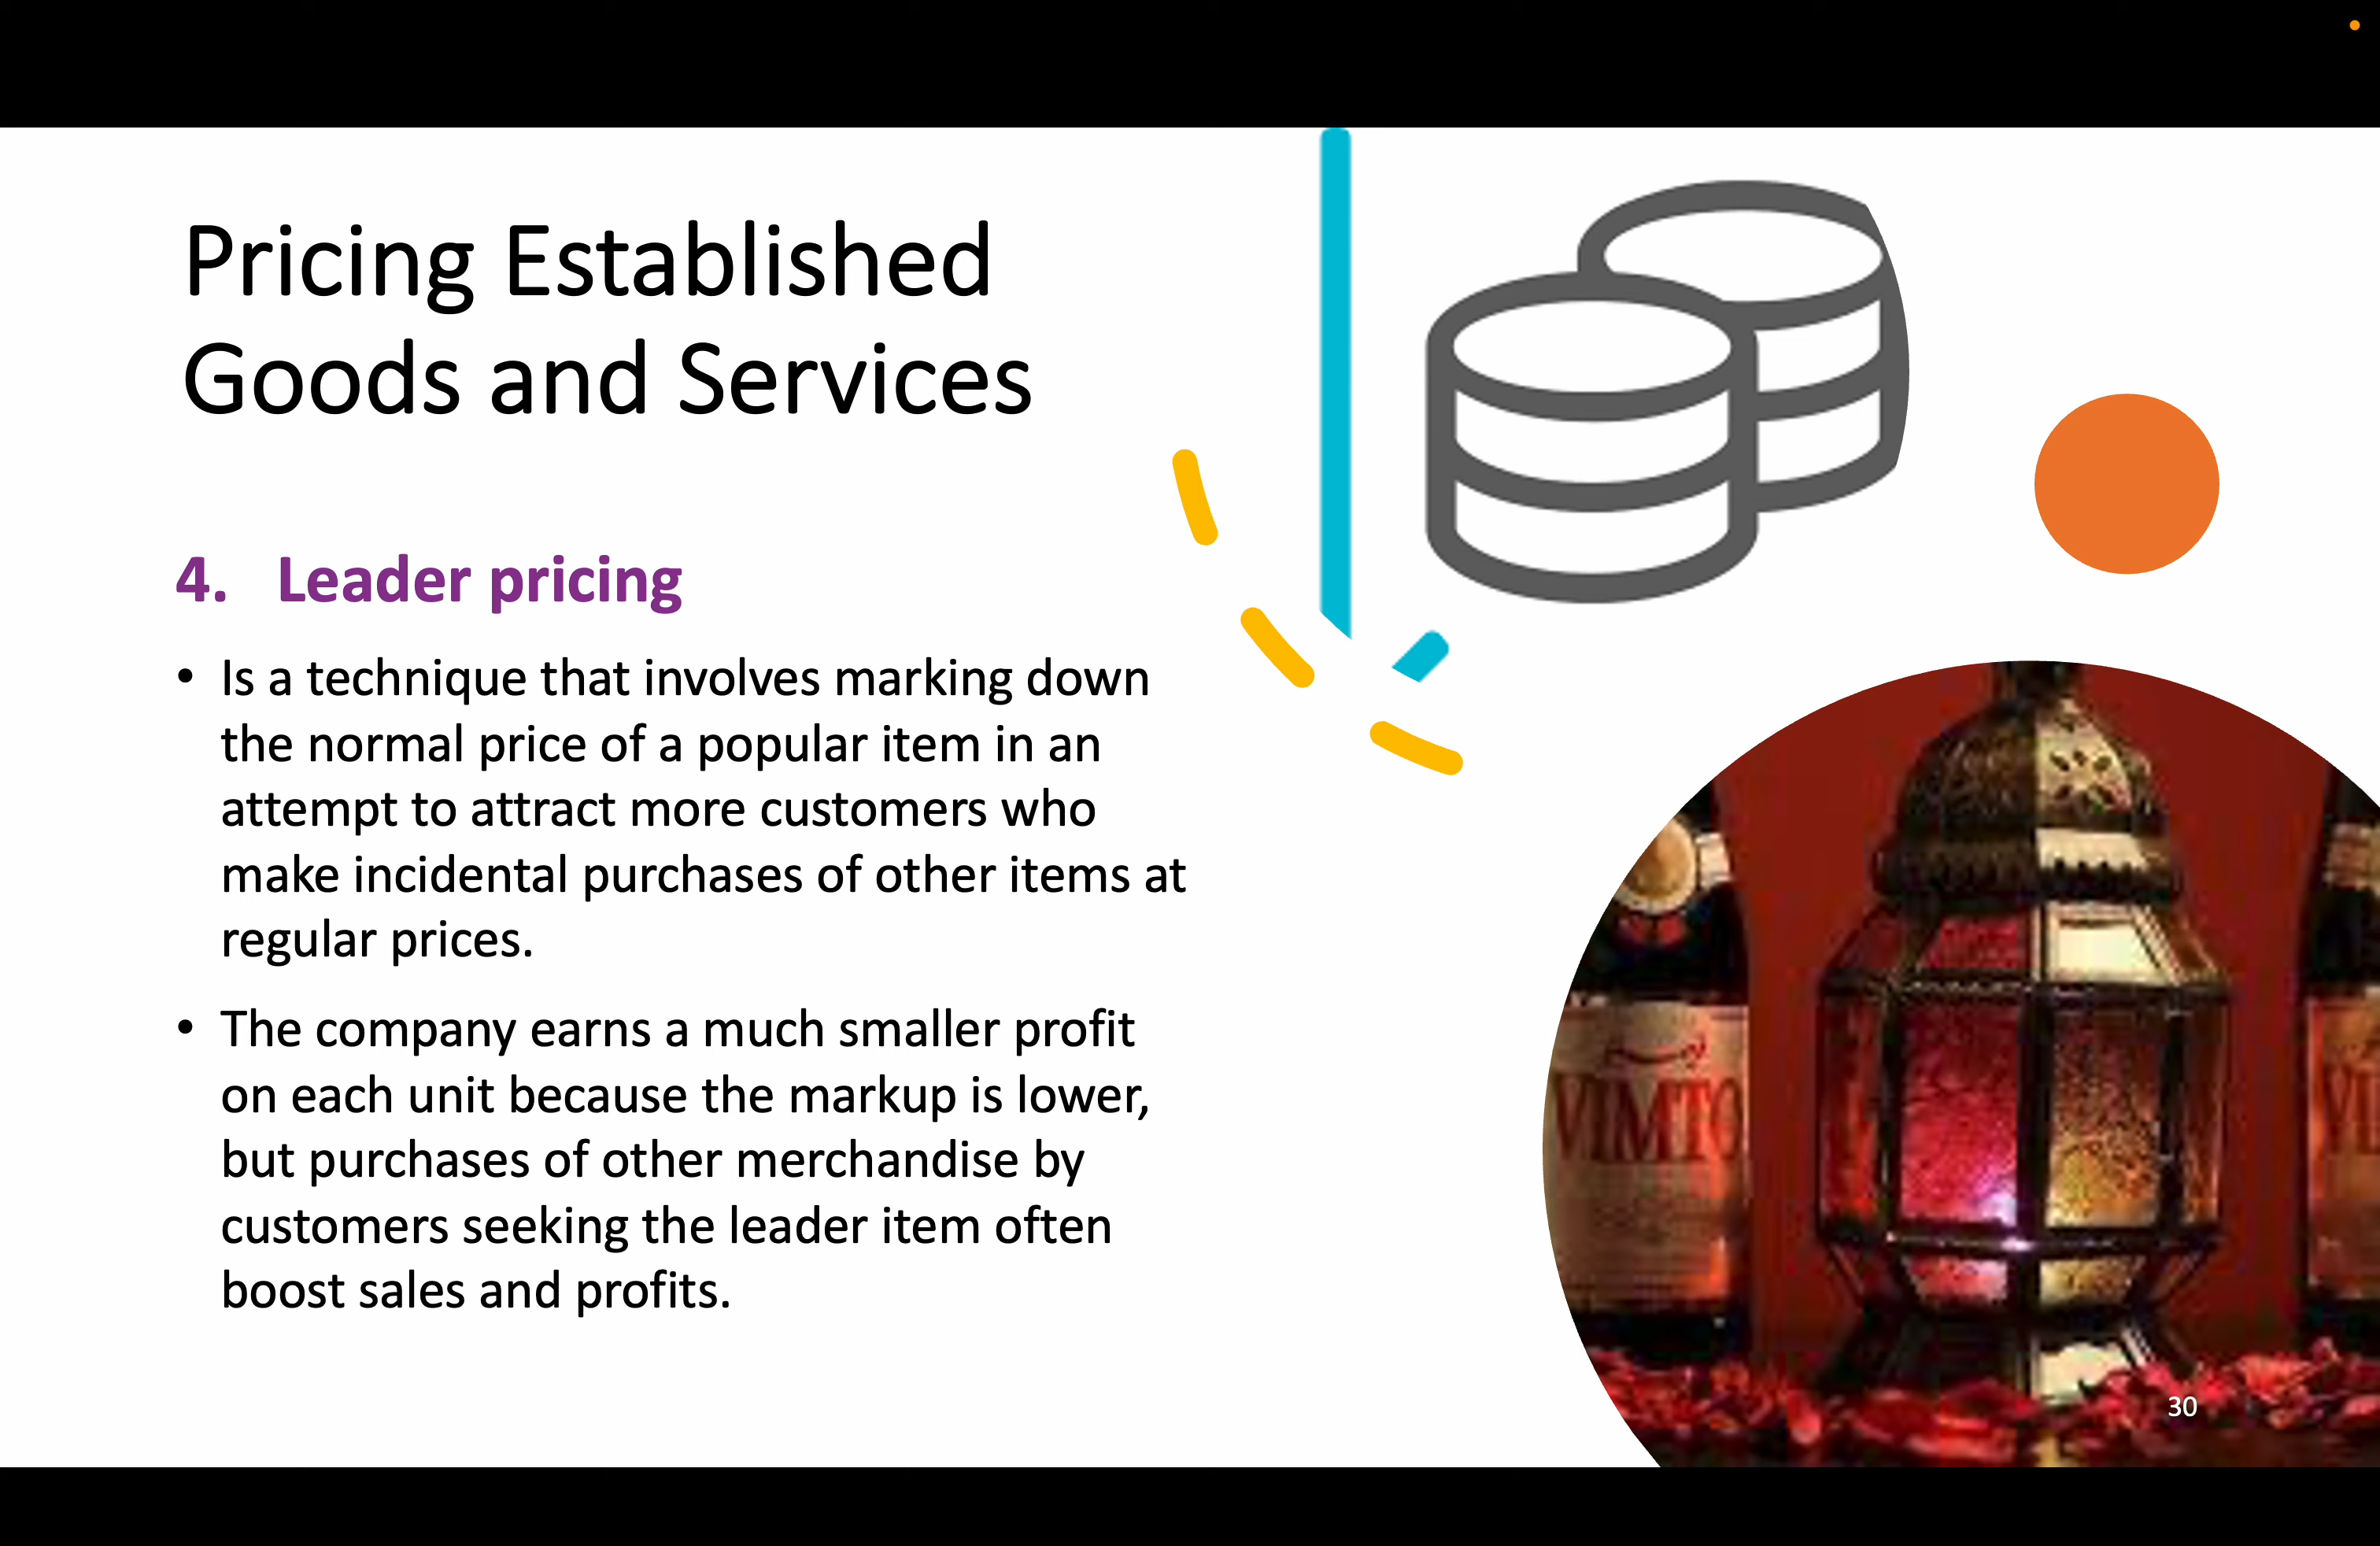 Pricing Established
Goods and Services
4. Leader pricing
• Is a technique that involves marking down
the normal price of a popular item in an
attempt to attract more customers who
make incidental purchases of other items at
regular prices.
• The company earns a much smaller profit
on each unit because the markup is lower,
but purchases of other merchandise by
customers seeking the leader item often
boost sales and profits.
VIMTO
VI
30